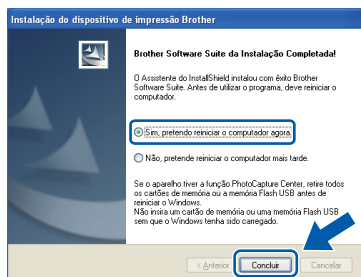 Instalação do dispositivo de impressão Brother
Brother Software Suite da Instalação Completada!
O Assistente do InstallShield instalou com êxito Brother
Software Suite. Antes de utilizar o programa, deve reiniciar o
computador.
Sim, pretendo reiniciar o computador agora.
Não, pretende reiniciar o computador mais tarde.
Se o aparelho tiver a função PhotoCapture Center, retire todos
os cartões de memória ou a memória Flash USB antes de
reiniciar o Windows.
Não insira um cartão de memória ou uma memória Flash USB
sem que o Windows tenha sido carregado.
< Anterior
Concluir
Cancelar